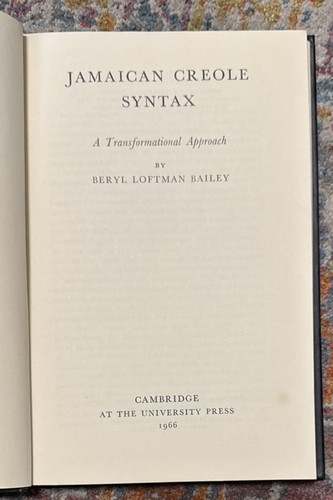 JAMAICAN CREOLE
SYNTAX
A Transformational Approach
BY
BERYL LOFTMAN BAILEY
CAMBRIDGE
AT THE UNIVERSITY PRESS
1966